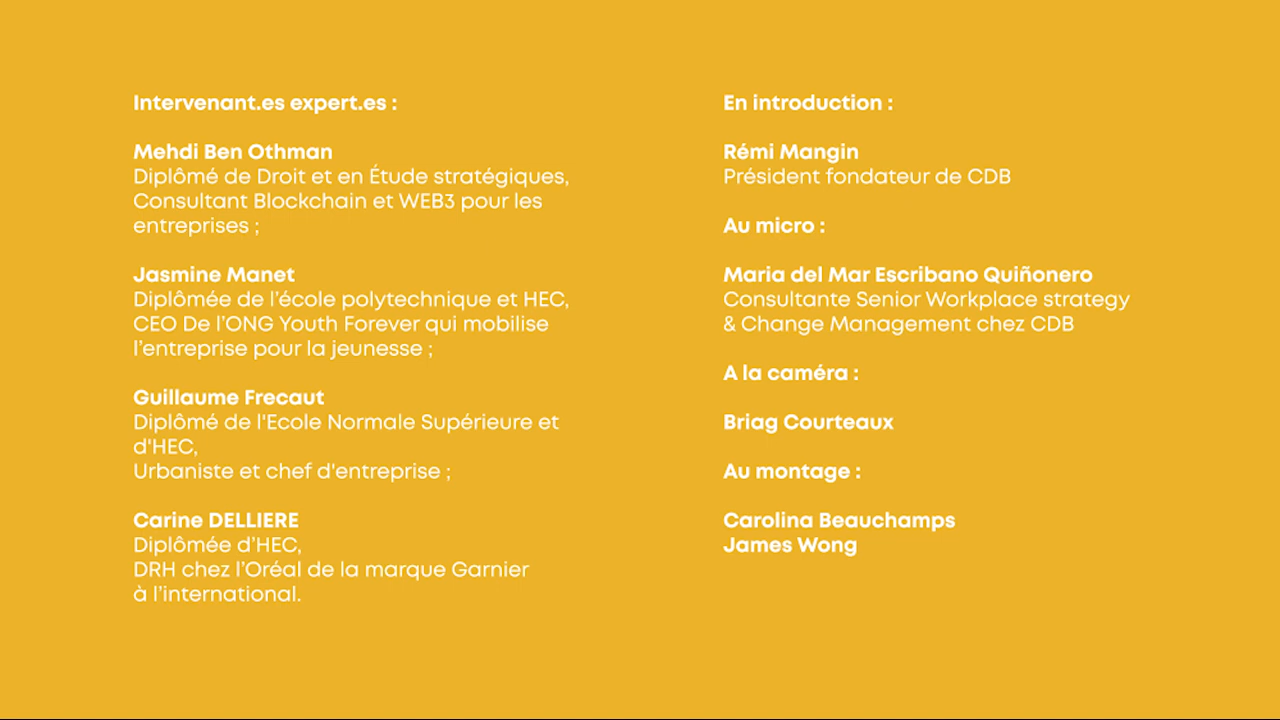 Intervenant.es expert.es :
Mehdi Ben Othman
Diplômé de Droit et en Étude stratégiques,
Consultant Blockchain et WEB3 pour les
entreprises ;
Jasmine Manet
Diplômée de l’école polytechnique et HEC,
CEO De l’ONG Youth Forever qui mobilise
l’entreprise pour la jeunesse ;
Guillaume Frecaut
Diplômé de l'Ecole Normale Supérieure et
d'HEC,
Urbaniste et chef d'entreprise ;
Carine DELLIERE
Diplômée d’HEC,
DRH chez l’Oréal de la marque Garnier
à l’international.
En introduction :
Rémi Mangin
Président fondateur de CDB
Au micro :
Maria del Mar Escribano Quiñonero
Consultante Senior Workplace strategy
& Change Management chez CDB
A la caméra :
Briag Courteaux
Au montage :
Carolina Beauchamps
James Wong